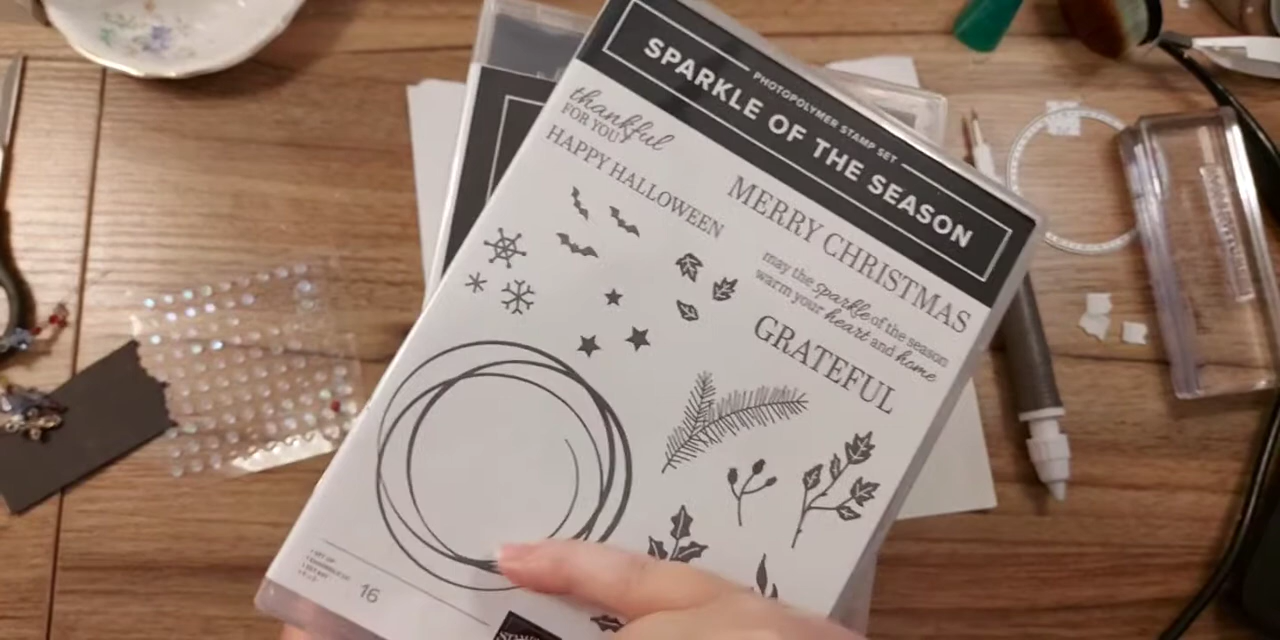 PHOTOPOLYMER STAMP SET
SPARKLE OF THE SEASON
thankful
FOR YOU
HAPPY HALLOWEEN
MERRY CHRISTMAS
may the sparkle of the season
warm your heart and home
GRATEFUL
16